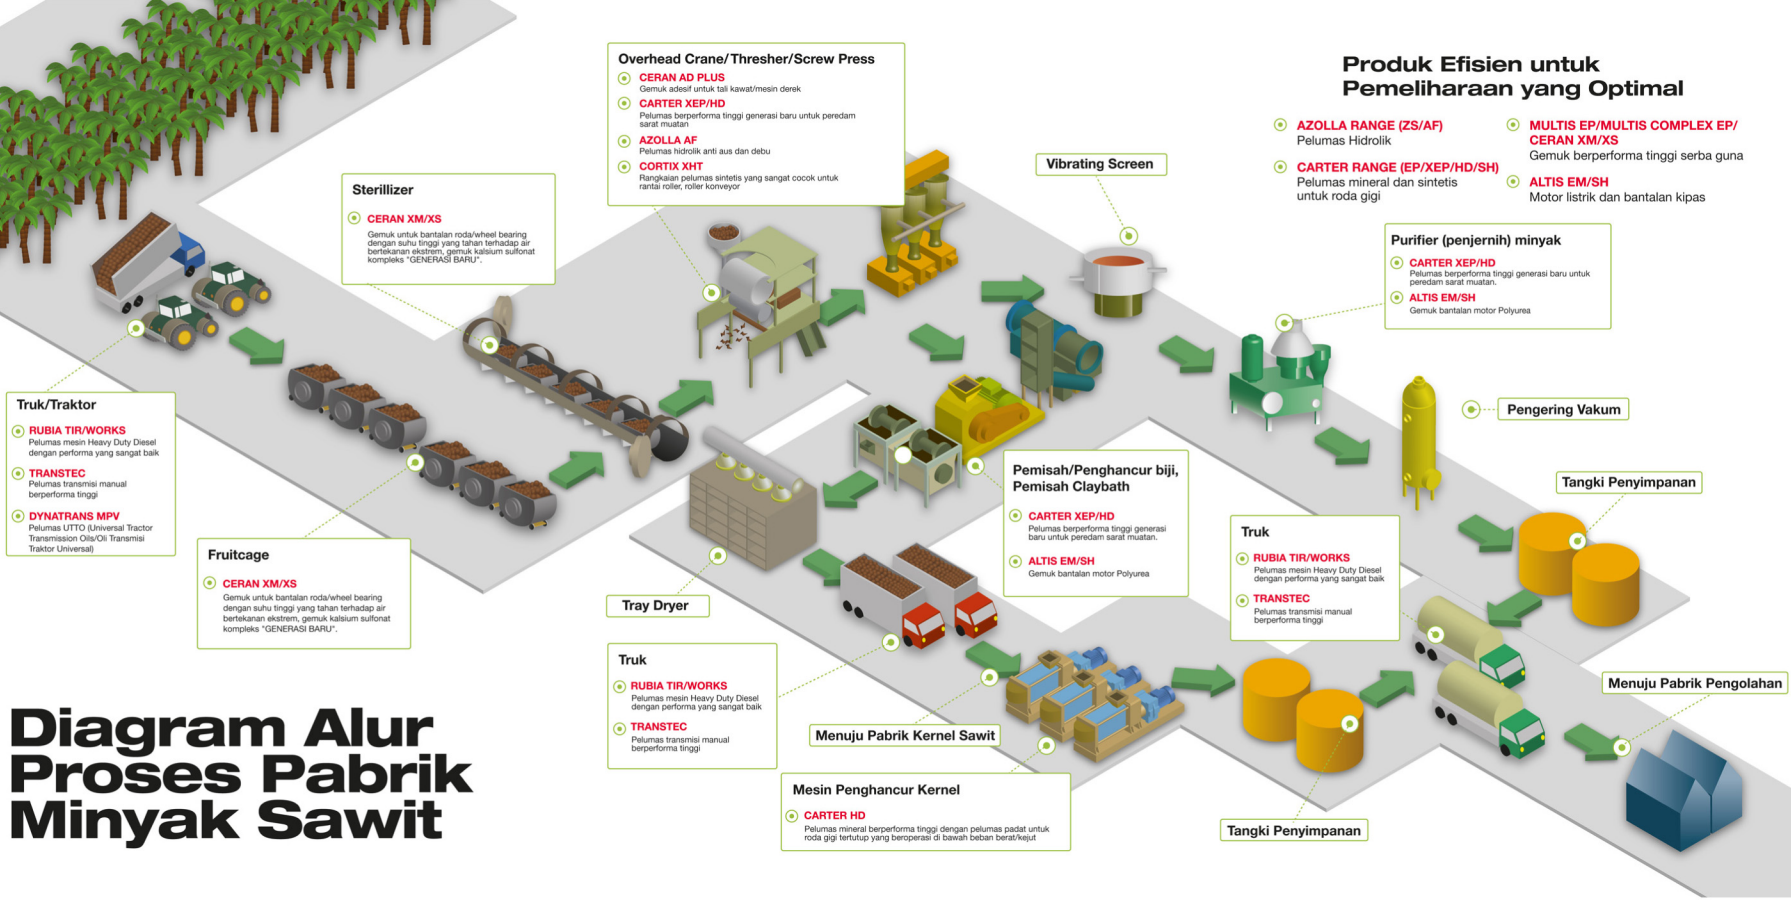 Overhead Crane/Thresher/Screw Press
CERAN AD PLUS
Gemuk adesif untuk tali kawat/mesin derek
CARTER XEP/HD
Pelumas berperforma tinggi generasi baru untuk peredam
sarat muatan
AZOLLA AF
Pelumas hidrolik anti aus dan debu
CORTIX XHT
Rangkaian pelumas sintetis yang sangat cocok untuk
rantai roller, roller konveyor
Produk Efisien untuk
Pemeliharaan yang Optimal
AZOLLA RANGE (ZS/AF)
Pelumas Hidrolik
CARTER RANGE (EP/XEP/HD/SH)
Pelumas mineral dan sintetis
untuk roda gigi
MULTIS EP/MULTIS COMPLEX EP/
CERAN XM/XS
Gemuk berperforma tinggi serba guna
ALTIS EM/SH
Motor listrik dan bantalan kipas
Vibrating Screen
Sterillizer
CERAN XM/XS
Gemuk untuk bantalan roda/wheel bearing
dengan suhu tinggi yang tahan terhadap air
bertekanan ekstrem, gemuk kalsium sulfonat
kompleks "GENERASI BARU".
Purifier (penjernih) minyak
CARTER XEP/HD
Pelumas berperforma tinggi generasi baru untuk
peredam sarat muatan.
ALTIS EM/SH
Gemuk bantalan motor Polyurea
Truk/Traktor
RUBIA TIR/WORKS
Pelumas mesin Heavy Duty Diesel
dengan performa yang sangat baik
TRANSTEC
Pelumas transmisi manual
berperforma tinggi
DYNATRANS MPV
Pelumas UTTO (Universal Tractor
Transmission Oils/Oli Transmisi
Traktor Universal)
Pengering Vakum
Pemisah/Penghancur biji,
Pemisah Claybath
CARTER XEP/HD
Pelumas berperforma tinggi generasi
baru untuk peredam sarat muatan.
ALTIS EM/SH
Gemuk bantalan motor Polyurea
Tangki Penyimpanan
Truk
RUBIA TIR/WORKS
Pelumas mesin Heavy Duty Diesel
dengan performa yang sangat baik
TRANSTEC
Pelumas transmisi manual
berperforma tinggi
Fruitcage
CERAN XM/XS
Gemuk untuk bantalan roda/wheel bearing
dengan suhu tinggi yang tahan terhadap air
bertekanan ekstrem, gemuk kalsium sulfonat
kompleks "GENERASI BARU".
Tray Dryer
Truk
RUBIA TIR/WORKS
Pelumas mesin Heavy Duty Diesel
dengan performa yang sangat baik
TRANSTEC
Pelumas transmisi manual
berperforma tinggi
Menuju Pabrik Pengolahan
Menuju Pabrik Kernel Sawit
Diagram Alur
Proses Pabrik
Minyak Sawit
Mesin Penghancur Kernel
CARTER HD
Pelumas mineral berperforma tinggi dengan pelumas padat untuk
roda gigi tertutup yang beroperasi di bawah beban berat/kejut
Tangki Penyimpanan